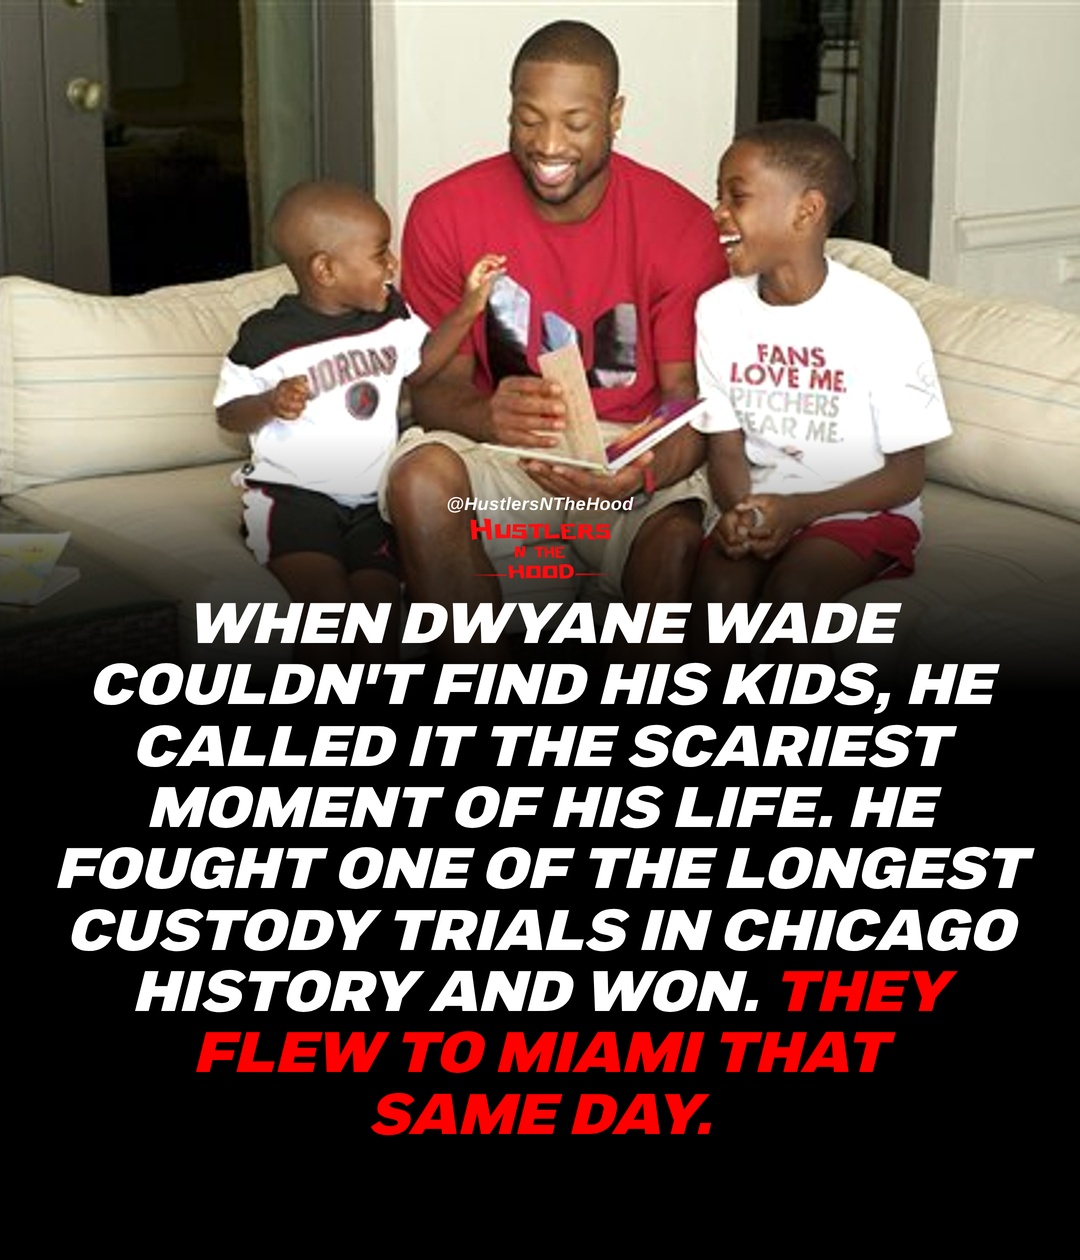 JORDAN
FANS
LOVE ME.
PITCHERS
FEAR ME.
@HustlersNTheHood
HUSTLERS
N THE
HOOD
WHEN DWYANE WADE
COULDN'T FIND HIS KIDS, HE
CALLED IT THE SCARIEST
MOMENT OF HIS LIFE. HE
FOUGHT ONE OF THE LONGEST
CUSTODY TRIALS IN CHICAGO
HISTORY AND WON. THEY
FLEW TO MIAMI THAT
SAME DAY.